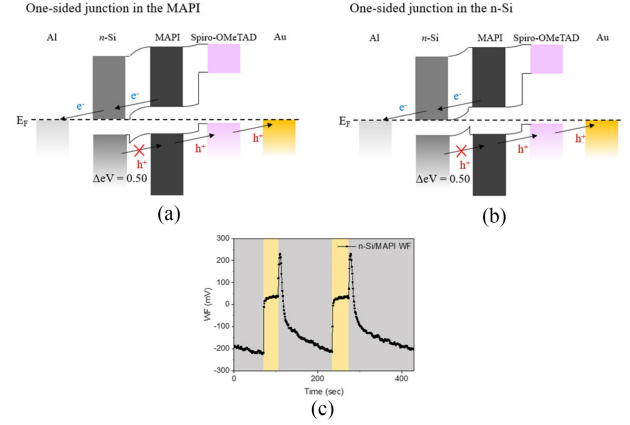 One-sided junction in the MAPI
One-sided junction in the n-Si
Al n-Si MAPI Spiro-OMeTAD Au
Al n-Si MAPI Spiro-OMeTAD Au
e⁻ e⁻
E_F
h⁺ h⁺ h⁺
ΔeV = 0.50
(a)
e⁻ e⁻
E_F
h⁺ h⁺ h⁺
ΔeV = 0.50
(b)
n-Si/MAPI WF
WF (mV)
300
200
100
0
-100
-200
-300
0 200 400
Time (sec)
(c)